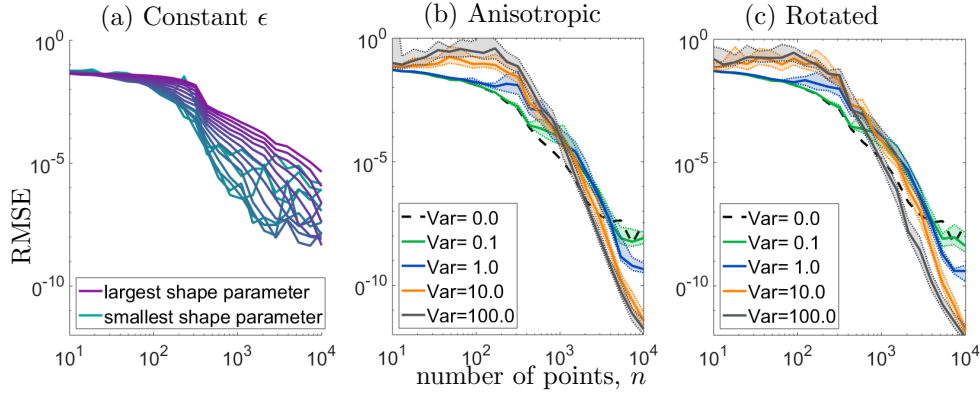 (a) Constant ϵ
(b) Anisotropic
(c) Rotated
RMSE
10^0
10^-5
0^-10
largest shape parameter
smallest shape parameter
10^1 10^2 10^3 10^4
10^0
10^-5
0^-10
Var= 0.0
Var= 0.1
Var= 1.0
Var=10.0
Var=100.0
10^1 10^2 10^3 10^4
10^0
10^-5
0^-10
Var= 0.0
Var= 0.1
Var= 1.0
Var=10.0
Var=100.0
10^1 10^2 10^3 10^4
number of points, n